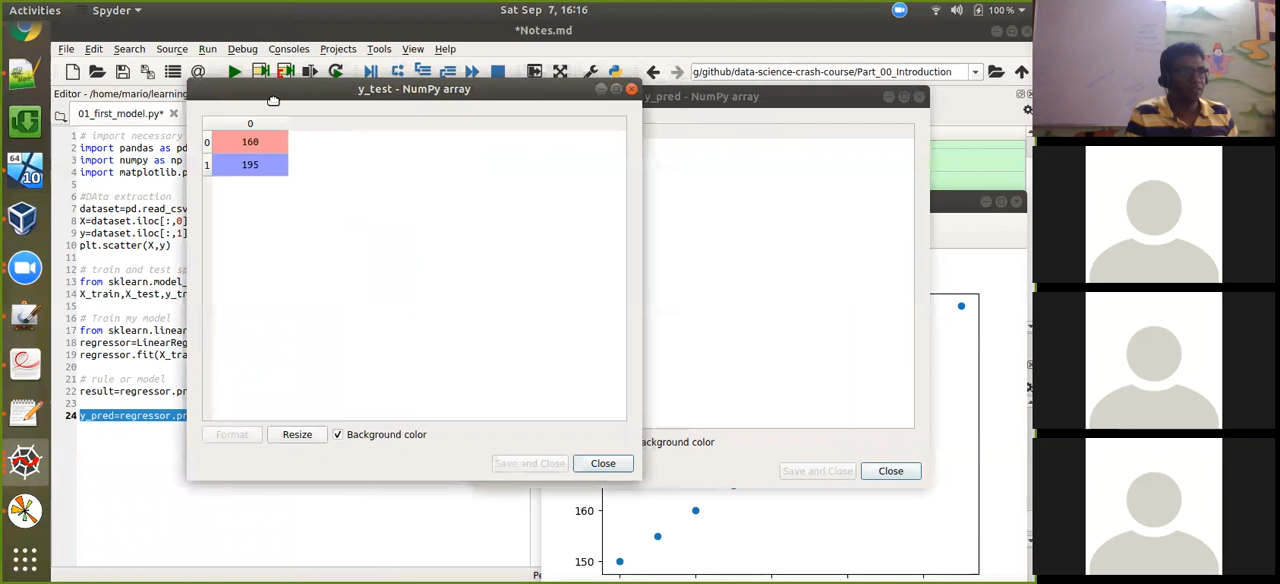 Activities
Spyder
Sat Sep 7, 16:16
100 %
*Notes.md
File Edit Search Source Run Debug Consoles Projects Tools View Help
g/github/data-science-crash-course/Part_00_Introduction
Editor - /home/mario/learning
y_test - NumPy array
y_pred - NumPy array
01_first_model.py*
0
0 160
1 195
1 # import necessary
2 import pandas as pd
3 import numpy as np
4 import matplotlib.p
5
6 #DAta extraction
7 dataset=pd.read_csv
8 X=dataset.iloc[:,0]
9 y=dataset.iloc[:,1]
10 plt.scatter(X,y)
11
12 # train and test sp
13 from sklearn.model_
14 X_train,X_test,y_tr
15
16 # Train my model
17 from sklearn.linear
18 regressor=LinearReg
19 regressor.fit(X_tra
20
21 # rule or model
22 result=regressor.pr
23
24 y_pred=regressor.pr
Format
Resize
Background color
Save and Close
Close
ackground color
Save and Close
Close
160
150
Pe
64
10